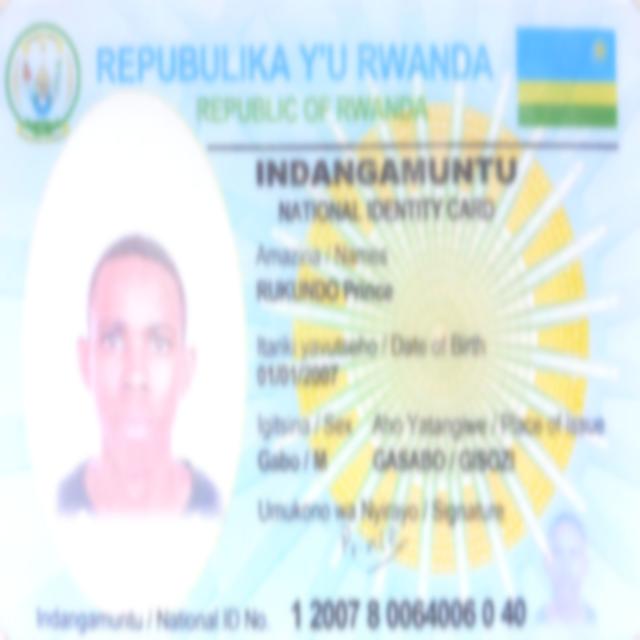 REPUBULIKA Y'U RWANDA
REPUBLIC OF RWANDA
INDANGAMUNTU
NATIONAL IDENTITY CARD
Amazina / Names
RUKUNDO Prince
Itariki yavutseho / Date of Birth
01/01/2007
Igitsina / Sex Aho Yatangiwe / Place of Issue
Gabo / M GASABO / GISOZI
Umukono wa Nyirayo / Signature
Indangamuntu / National ID No. 1 2007 8 0064006 0 40